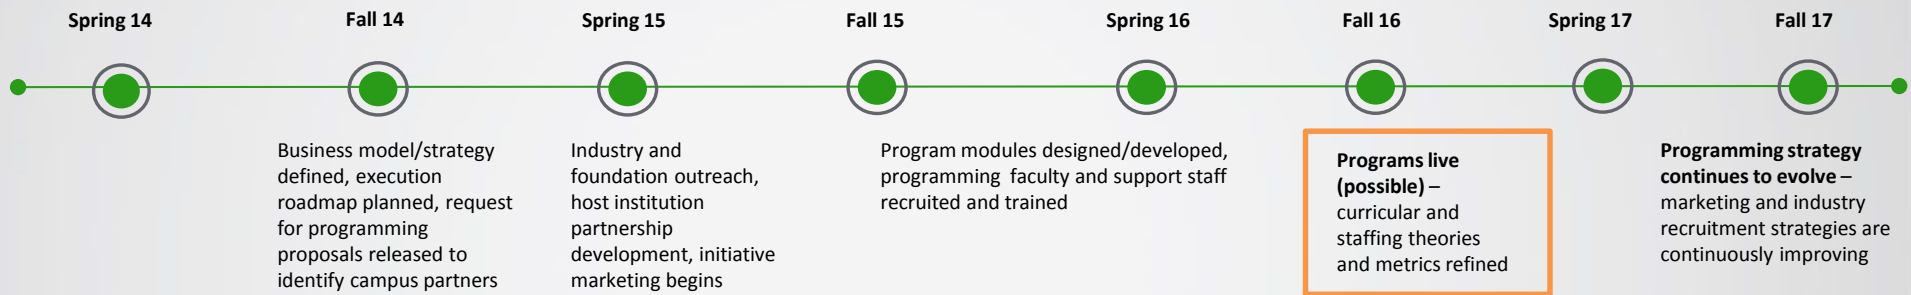 Spring 14
Fall 14
Spring 15
Fall 15
Spring 16
Fall 16
Spring 17
Fall 17
Business model/strategy
defined, execution
roadmap planned, request
for programming
proposals released to
identify campus partners
Industry and
foundation outreach,
host institution
partnership
development, initiative
marketing begins
Program modules designed/developed,
programming faculty and support staff
recruited and trained
Programs live
(possible) –
curricular and
staffing theories
and metrics refined
Programming strategy
continues to evolve –
marketing and industry
recruitment strategies are
continuously improving